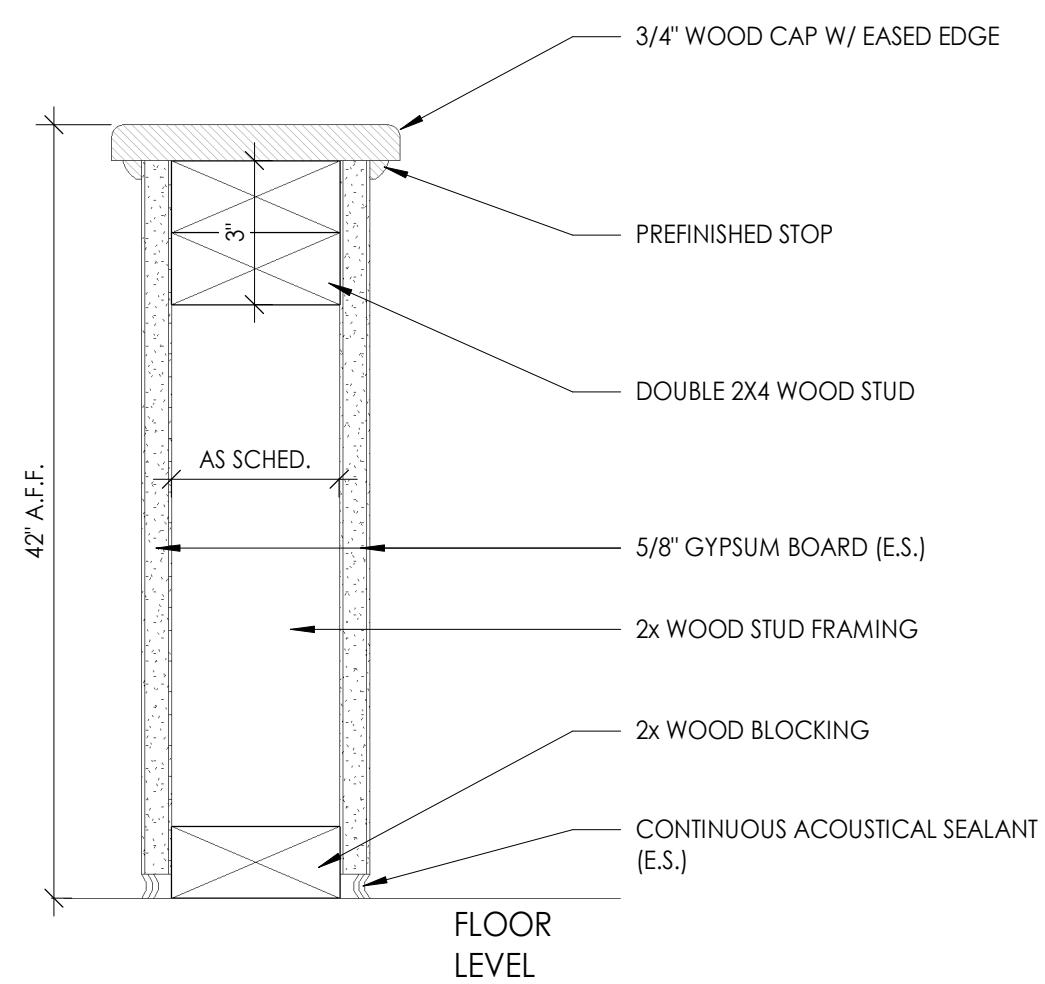 3/4" WOOD CAP W/ EASED EDGE
PREFINISHED STOP
3"
DOUBLE 2X4 WOOD STUD
AS SCHED.
42" A.F.F.
5/8" GYPSUM BOARD (E.S.)
2x WOOD STUD FRAMING
2x WOOD BLOCKING
CONTINUOUS ACOUSTICAL SEALANT
(E.S.)
FLOOR
LEVEL